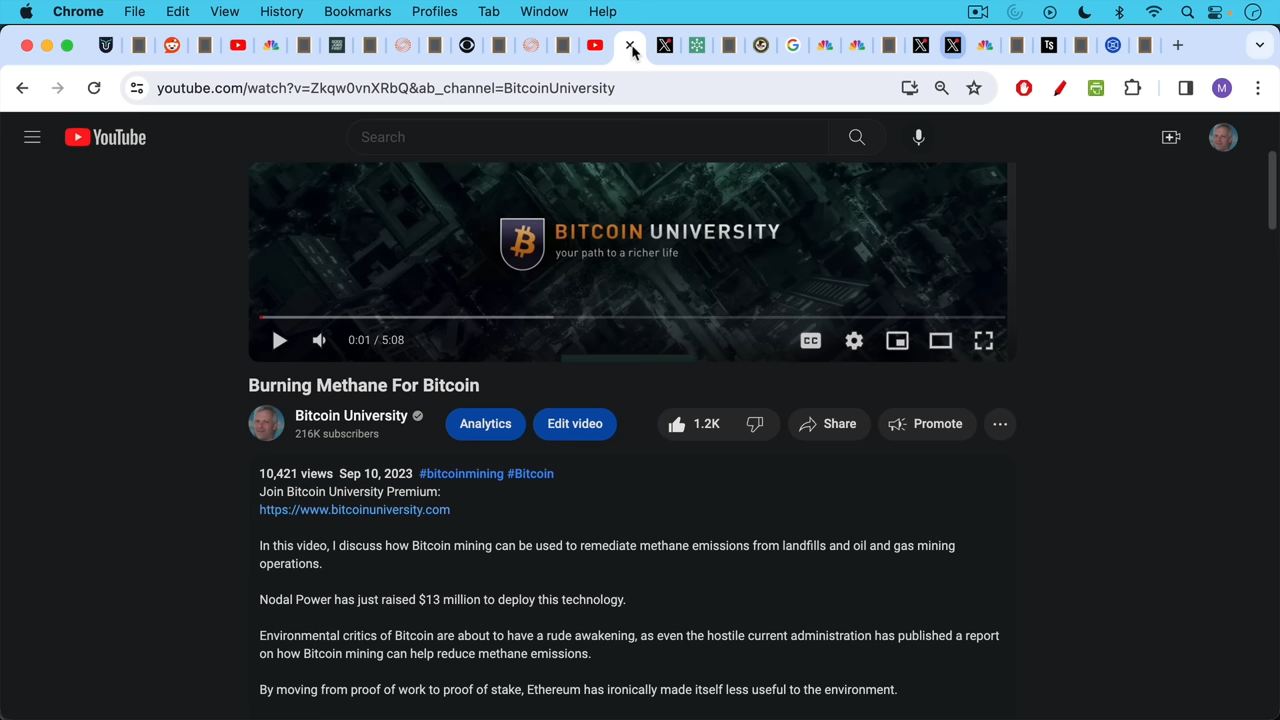 Chrome File Edit View History Bookmarks Profiles Tab Window Help
youtube.com/watch?v=Zkqw0vnXRbQ&ab_channel=BitcoinUniversity
M
YouTube
Search
BITCOIN UNIVERSITY
your path to a richer life
0:01 / 5:08
CC
Burning Methane For Bitcoin
Bitcoin University
216K subscribers
Analytics
Edit video
1.2K
Share
Promote
10,421 views Sep 10, 2023 #bitcoinmining #Bitcoin
Join Bitcoin University Premium:
https://www.bitcoinuniversity.com
In this video, I discuss how Bitcoin mining can be used to remediate methane emissions from landfills and oil and gas mining
operations.
Nodal Power has just raised $13 million to deploy this technology.
Environmental critics of Bitcoin are about to have a rude awakening, as even the hostile current administration has published a report
on how Bitcoin mining can help reduce methane emissions.
By moving from proof of work to proof of stake, Ethereum has ironically made itself less useful to the environment.